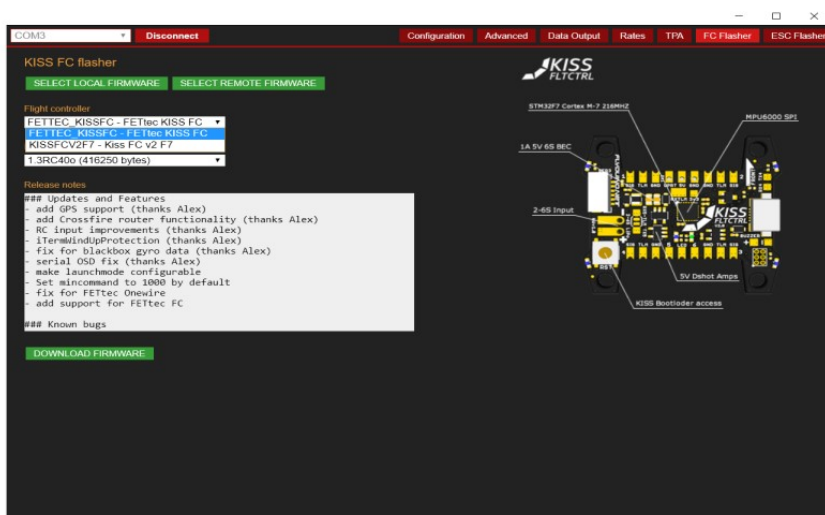 COM3
Disconnect
Configuration Advanced Data Output Rates TPA FC Flasher ESC Flasher
KISS FC flasher
SELECT LOCAL FIRMWARE SELECT REMOTE FIRMWARE
Flight controller
FETTEC_KISSFC - FETtec KISS FC
FETTEC_KISSFC - FETtec KISS FC
KISSFCV2F7 - Kiss FC v2 F7
1.3RC40o (416250 bytes)
Release notes
### Updates and Features
- add GPS support (thanks Alex)
- add Crossfire router functionality (thanks Alex)
- RC input improvements (thanks Alex)
- iTermWindUpProtection (thanks Alex)
- fix for blackbox gyro data (thanks Alex)
- serial OSD fix (thanks Alex)
- make launchmode configurable
- Set mincommand to 1000 by default
- fix for FETtec Onewire
- add support for FETtec FC
### Known bugs
DOWNLOAD FIRMWARE
KISS
FLTCTRL
STM32F7 Cortex M-7 216MHZ
MPU6000 SPI
1A 5V 6S BEC
2-6S Input
KISS
FLTCTRL
BUZZER
5V Dshot Amps
KISS Bootloder access